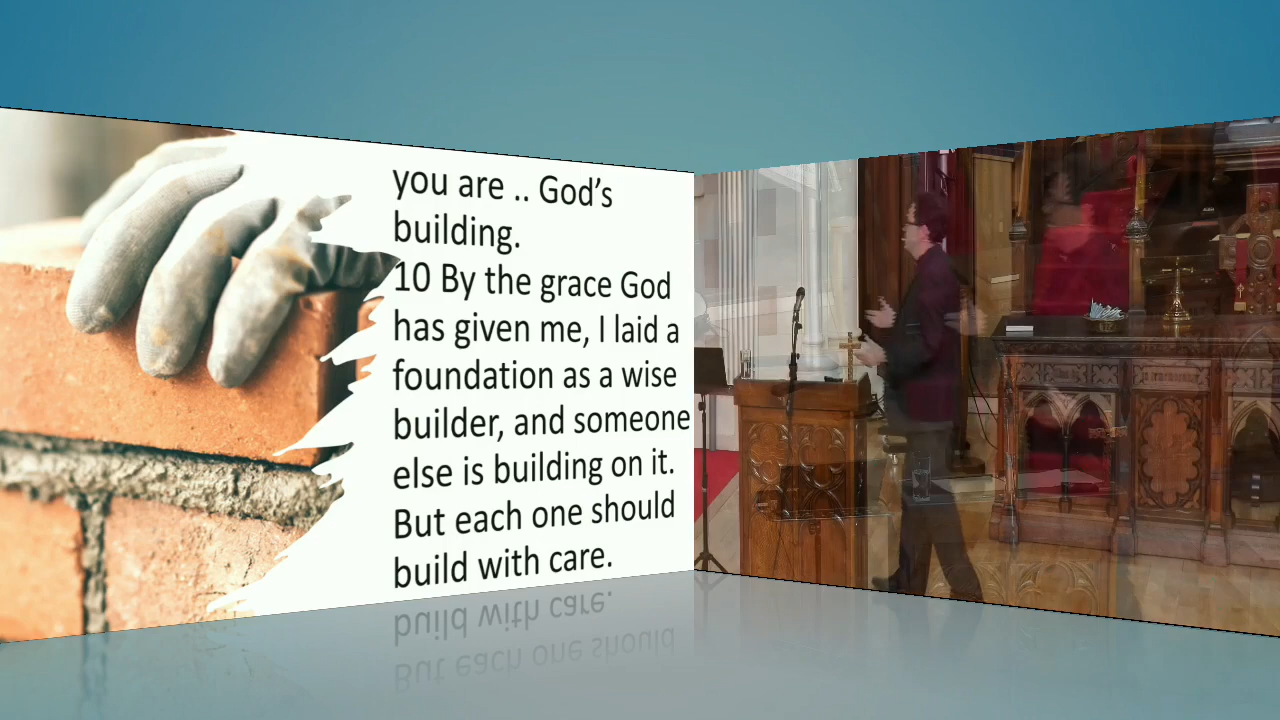 you are .. God's
building.
10 By the grace God
has given me, I laid a
foundation as a wise
builder, and someone
else is building on it.
But each one should
build with care.